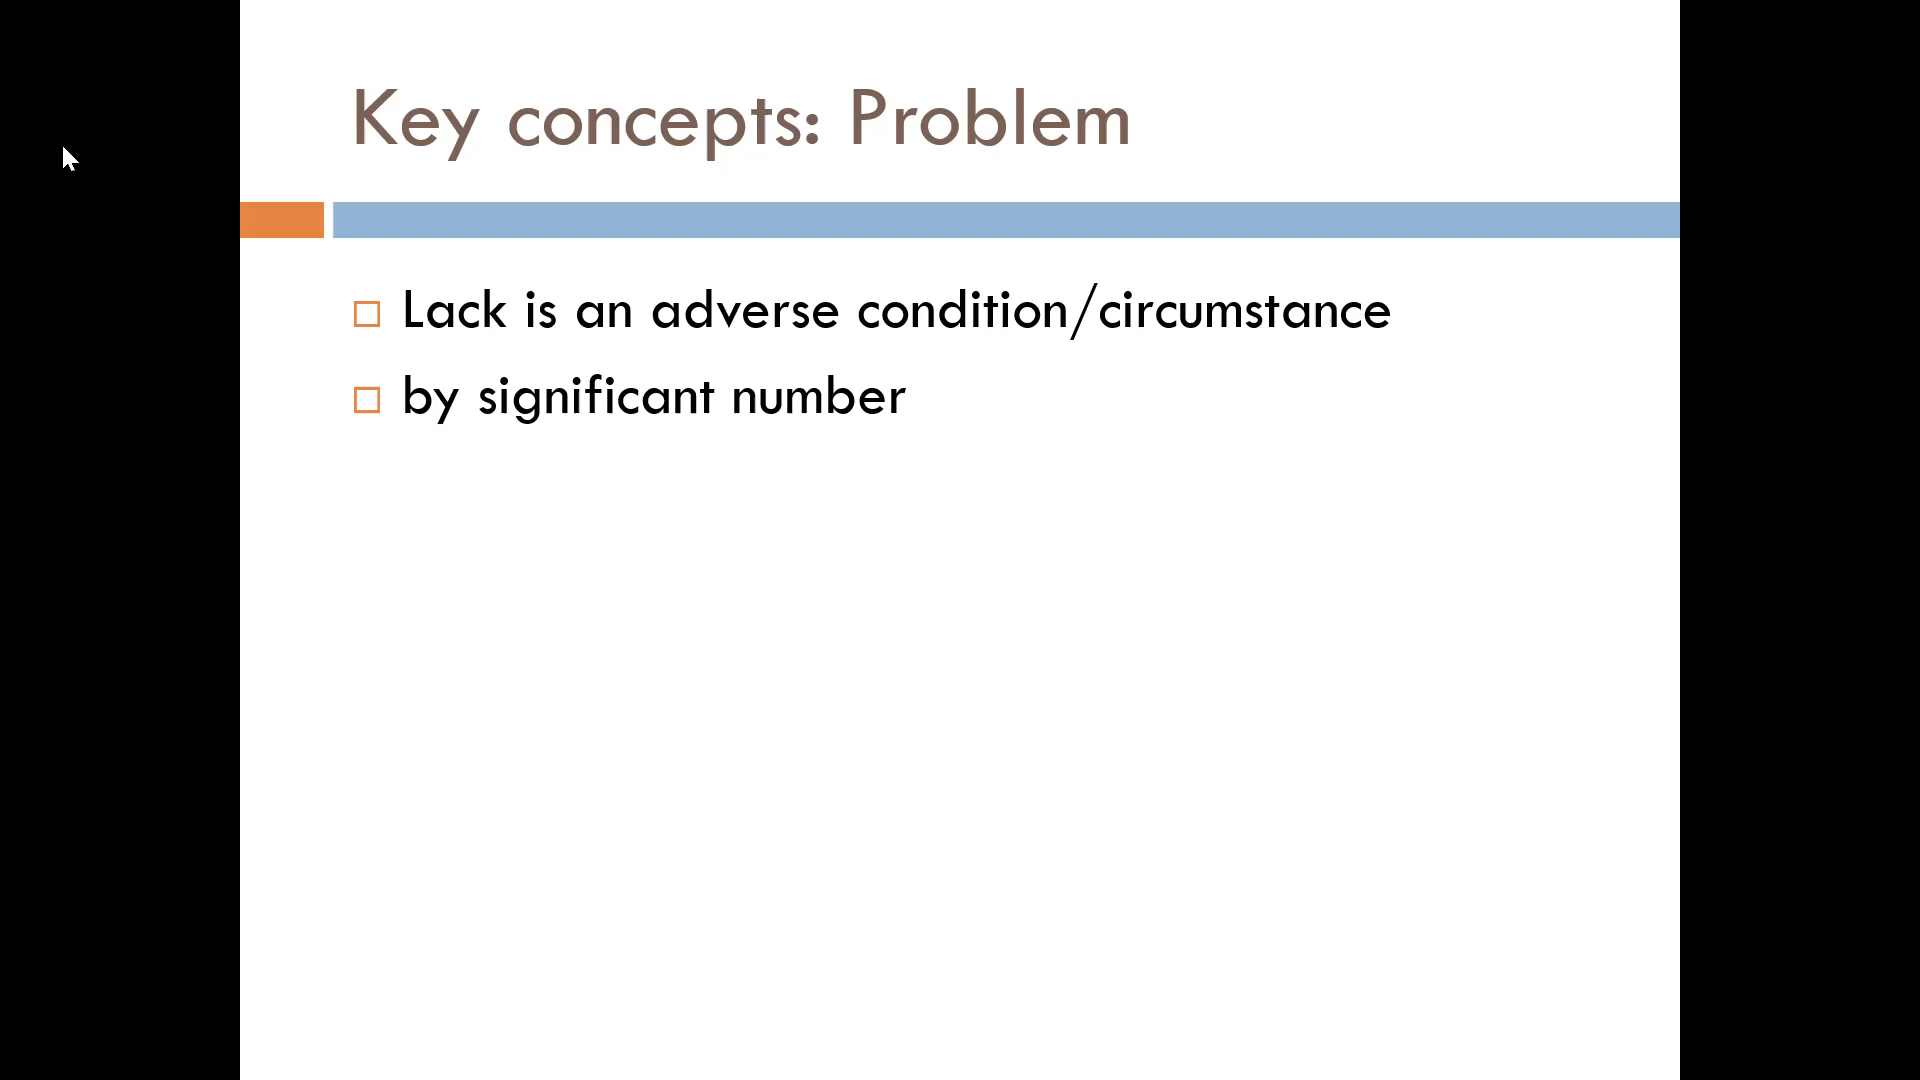 Key concepts: Problem
Lack is an adverse condition/circumstance
by significant number